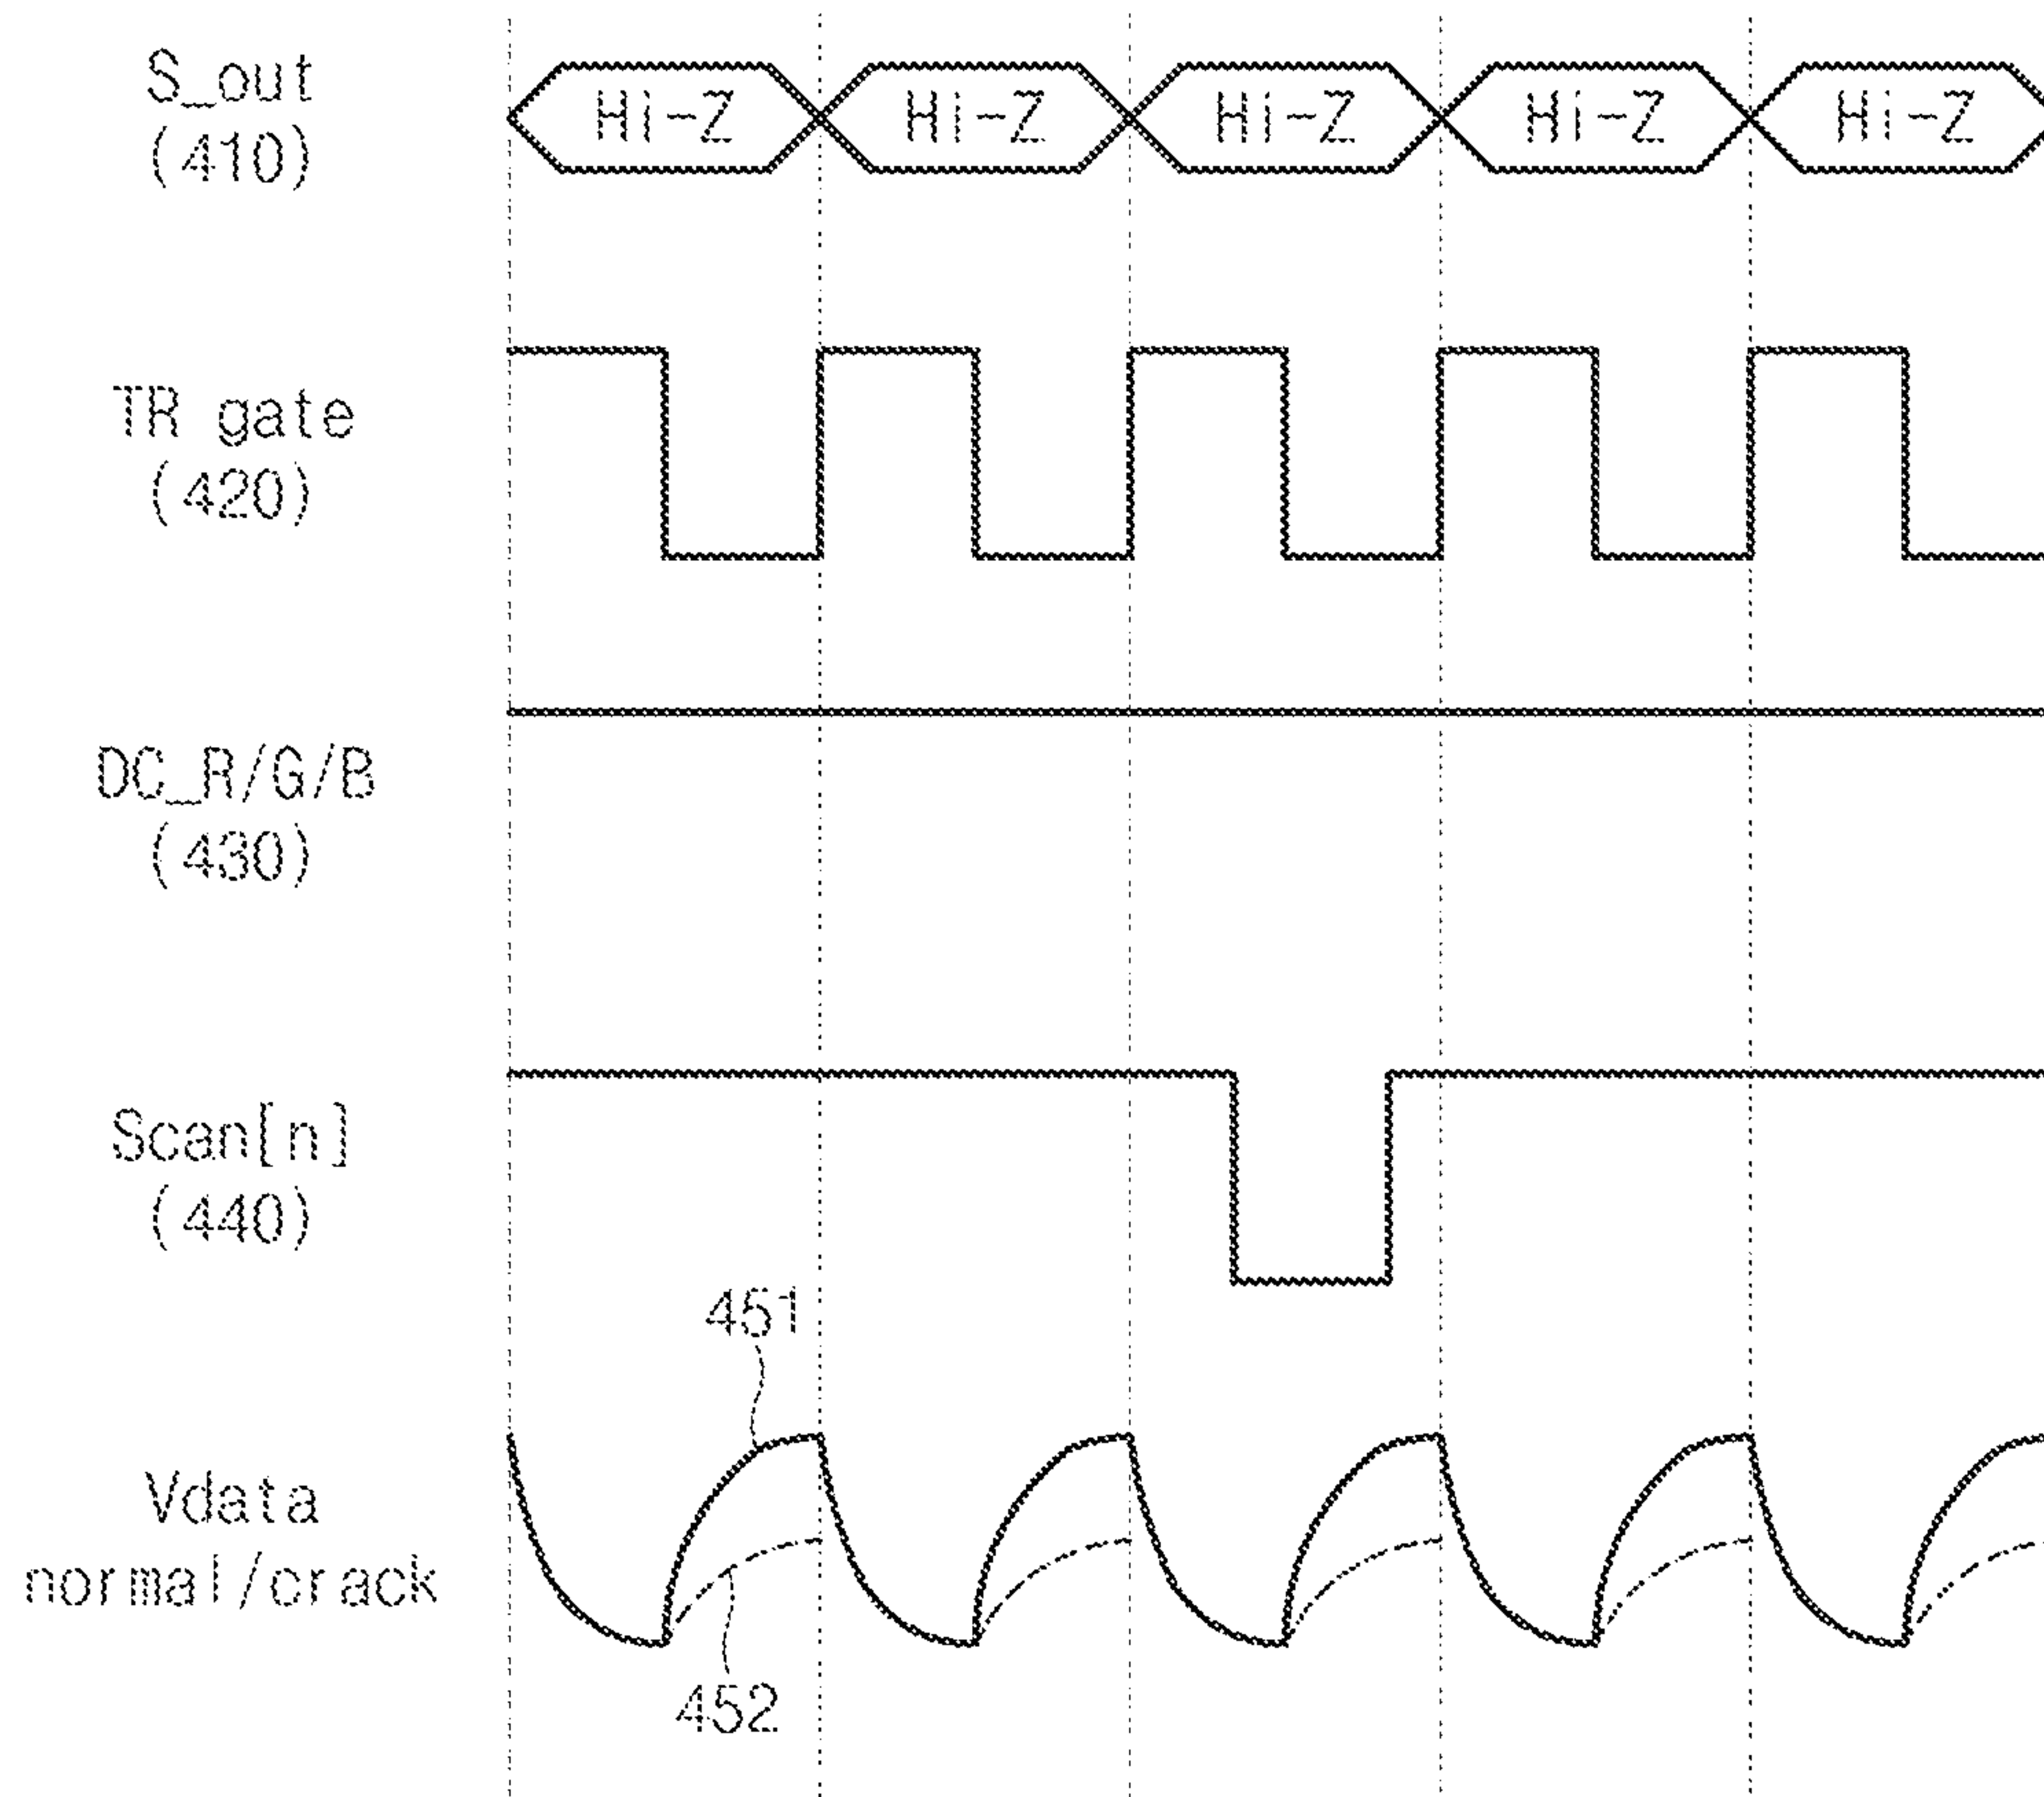 S_out
(410)
Hi-Z Hi-Z Hi-Z Hi-Z Hi-Z
TR gate
(420)
DC_R/G/B
(430)
Scan[n]
(440)
451
Vdata
normal/crack
452